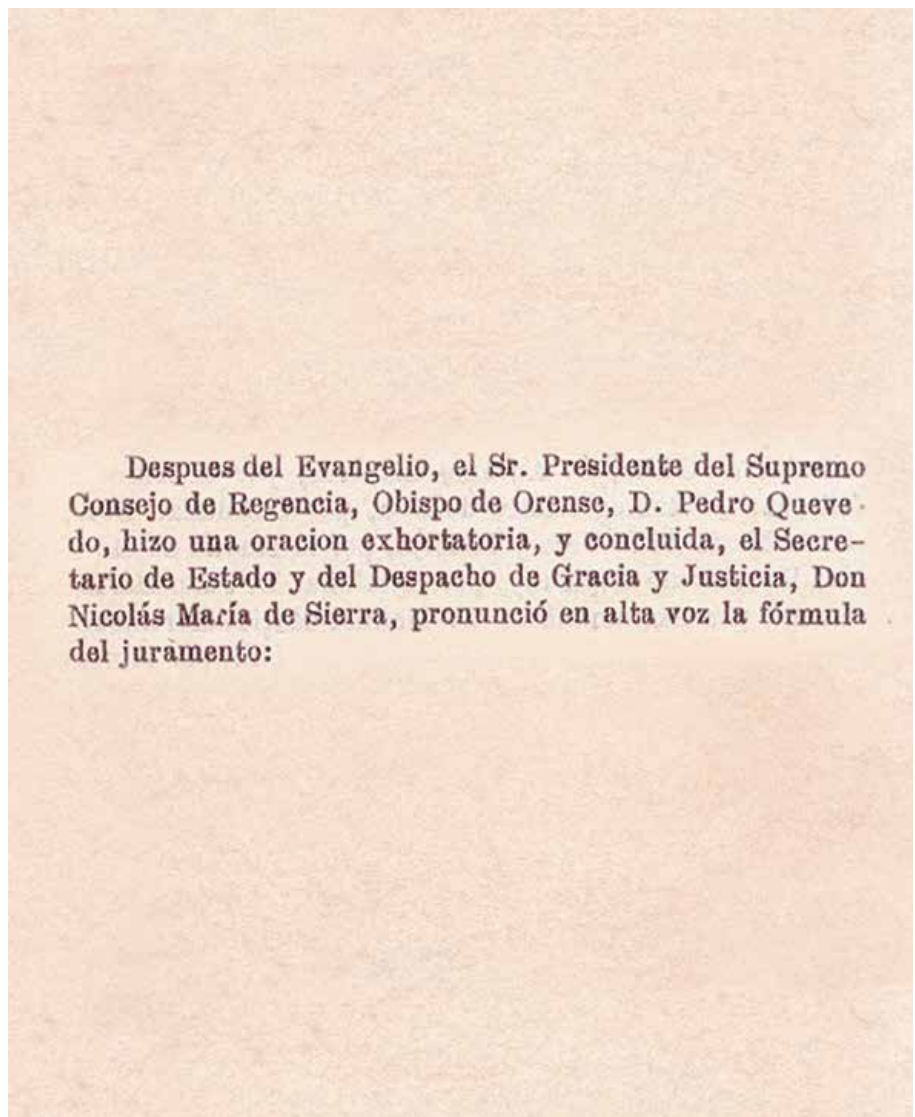 Despues del Evangelio, el Sr. Presidente del Supremo
Consejo de Regencia, Obispo de Orense, D. Pedro Queve-
do, hizo una oracion exhortatoria, y concluida, el Secre-
tario de Estado y del Despacho de Gracia y Justicia, Don
Nicolás María de Sierra, pronunció en alta voz la fórmula
del juramento: